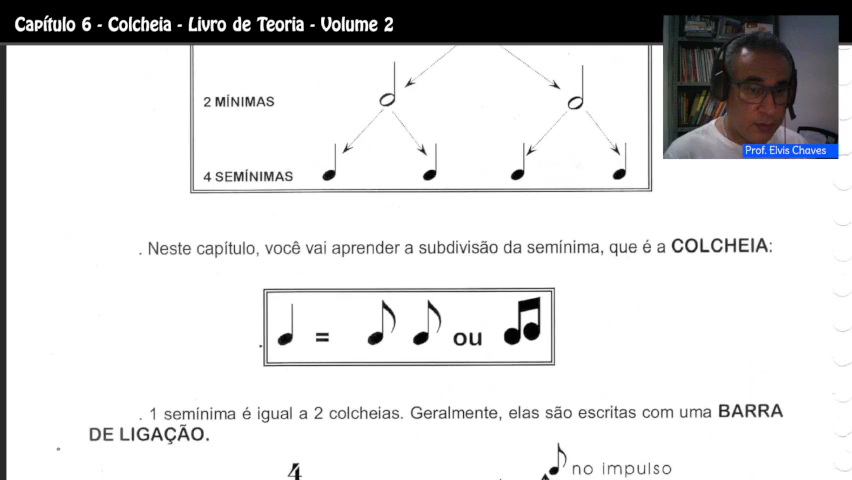 Capítulo 6 - Colcheia - Livro de Teoria - Volume 2
Prof. Elvis Chaves
2 MÍNIMAS
4 SEMÍNIMAS
. Neste capítulo, você vai aprender a subdivisão da semínima, que é a COLCHEIA:
= ou
. 1 semínima é igual a 2 colcheias. Geralmente, elas são escritas com uma BARRA
DE LIGAÇÃO.
4
no impulso